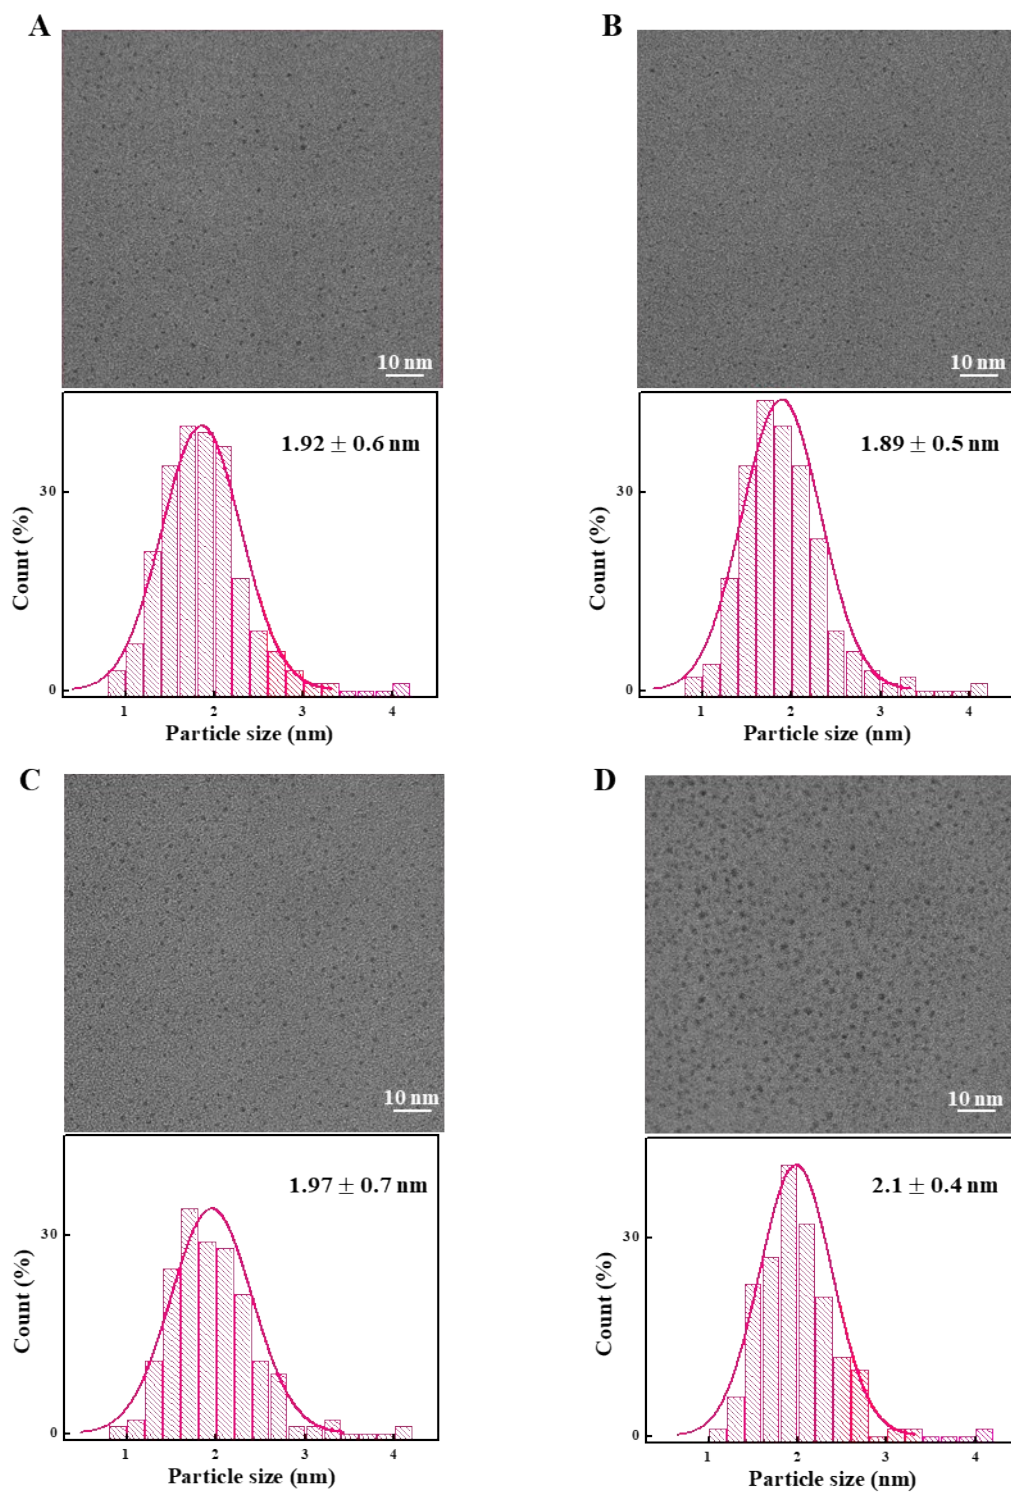 A
10 nm
1.92 ± 0.6 nm
Count (%)
30
0
1 2 3 4
Particle size (nm)
B
10 nm
1.89 ± 0.5 nm
Count (%)
30
0
1 2 3 4
Particle size (nm)
C
10 nm
1.97 ± 0.7 nm
Count (%)
30
0
1 2 3 4
Particle size (nm)
D
10 nm
2.1 ± 0.4 nm
Count (%)
30
0
1 2 3 4
Particle size (nm)